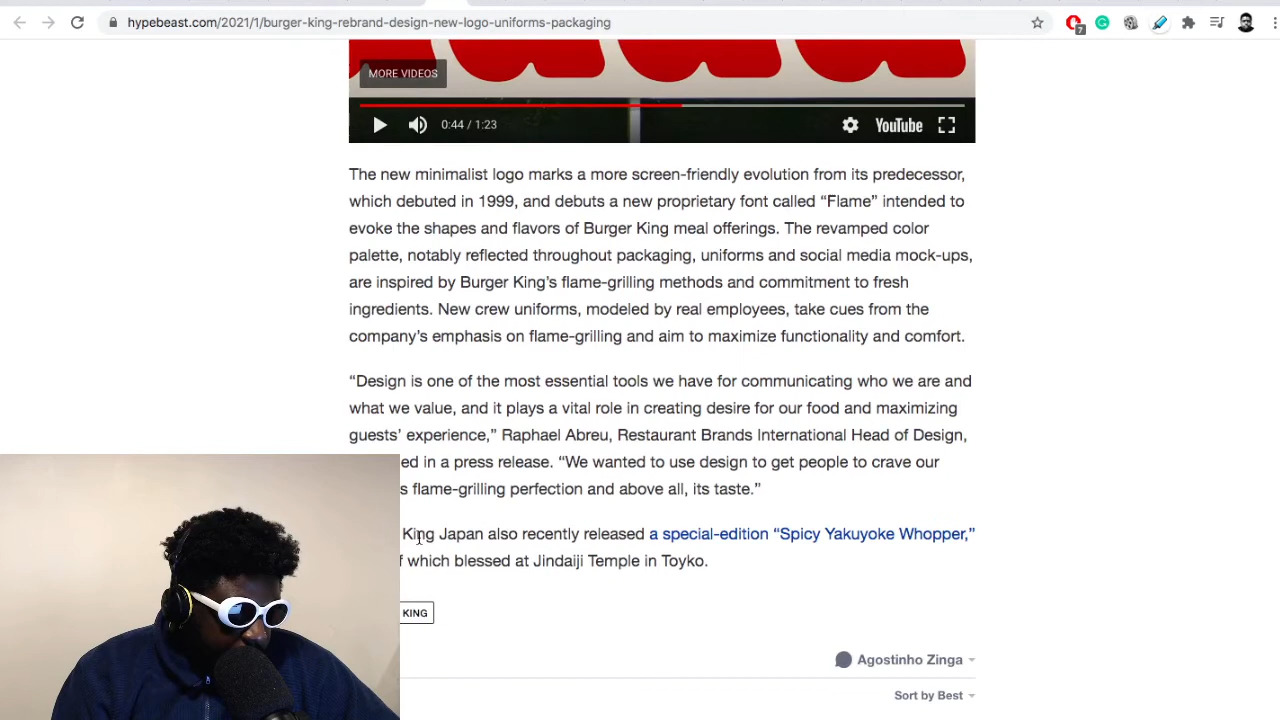 hypebeast.com/2021/1/burger-king-rebrand-design-new-logo-uniforms-packaging
7
MORE VIDEOS
0:44 / 1:23
YouTube
The new minimalist logo marks a more screen-friendly evolution from its predecessor,
which debuted in 1999, and debuts a new proprietary font called “Flame” intended to
evoke the shapes and flavors of Burger King meal offerings. The revamped color
palette, notably reflected throughout packaging, uniforms and social media mock-ups,
are inspired by Burger King’s flame-grilling methods and commitment to fresh
ingredients. New crew uniforms, modeled by real employees, take cues from the
company’s emphasis on flame-grilling and aim to maximize functionality and comfort.
“Design is one of the most essential tools we have for communicating who we are and
what we value, and it plays a vital role in creating desire for our food and maximizing
guests’ experience,” Raphael Abreu, Restaurant Brands International Head of Design,
ed in a press release. “We wanted to use design to get people to crave our
s flame-grilling perfection and above all, its taste.”
King Japan also recently released a special-edition “Spicy Yakuyoke Whopper,”
f which blessed at Jindaiji Temple in Toyko.
KING
Agostinho Zinga
Sort by Best